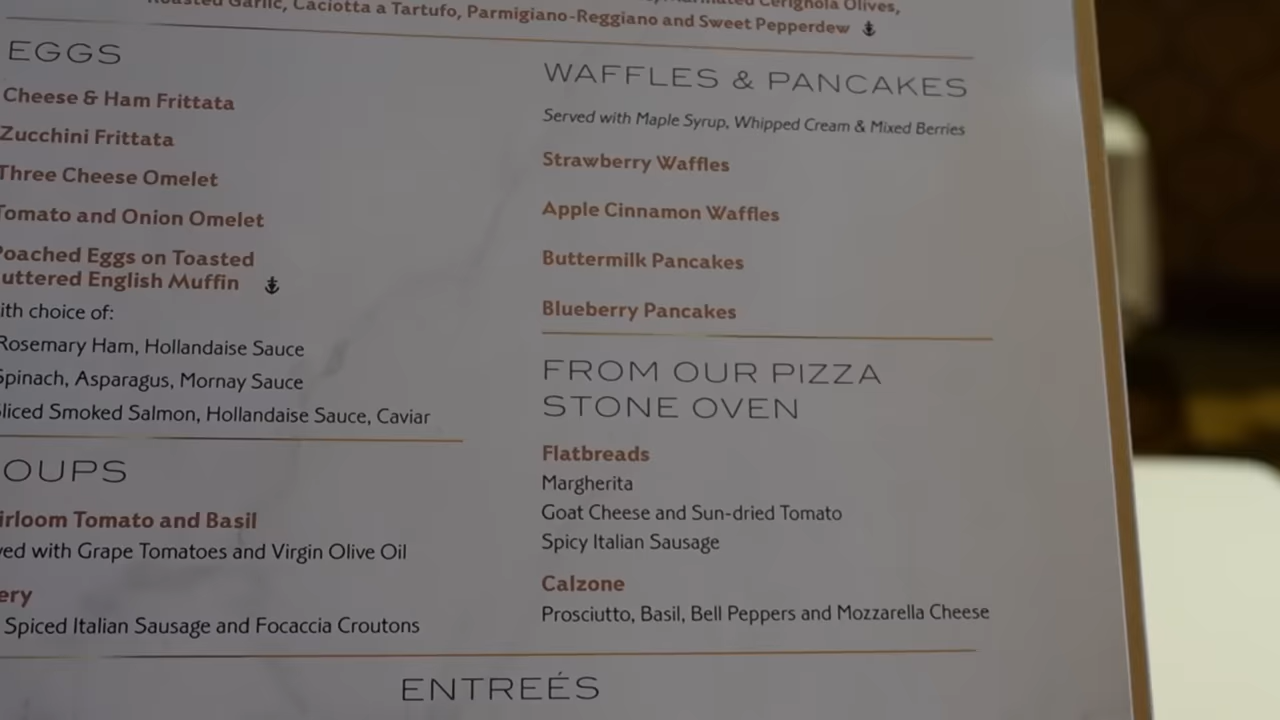 Garlic, Caciotta a Tartufo, Parmigiano-Reggiano and Sweet Pepperdew
Cerignola Olives,
EGGS
Cheese & Ham Frittata
Zucchini Frittata
Three Cheese Omelet
Tomato and Onion Omelet
Poached Eggs on Toasted
uttered English Muffin
ith choice of:
Rosemary Ham, Hollandaise Sauce
Spinach, Asparagus, Mornay Sauce
Sliced Smoked Salmon, Hollandaise Sauce, Caviar
OUPS
irloom Tomato and Basil
ved with Grape Tomatoes and Virgin Olive Oil
ery
Spiced Italian Sausage and Focaccia Croutons
WAFFLES & PANCAKES
Served with Maple Syrup, Whipped Cream & Mixed Berries
Strawberry Waffles
Apple Cinnamon Waffles
Buttermilk Pancakes
Blueberry Pancakes
FROM OUR PIZZA
STONE OVEN
Flatbreads
Margherita
Goat Cheese and Sun-dried Tomato
Spicy Italian Sausage
Calzone
Prosciutto, Basil, Bell Peppers and Mozzarella Cheese
ENTREÉS